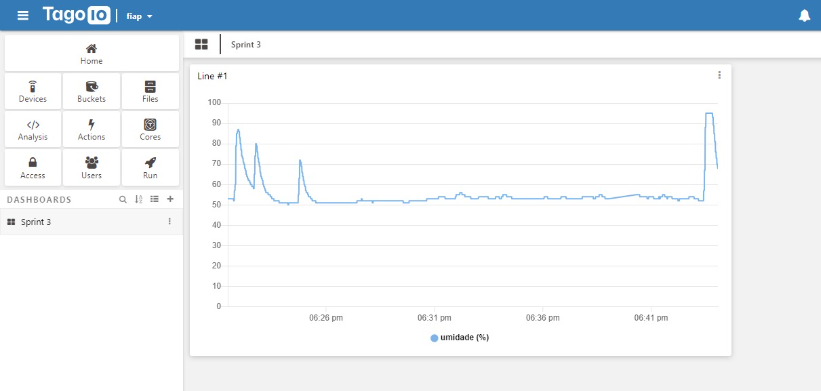 Tago IO fiap
Sprint 3
Home
Devices Buckets Files
Analysis Actions Cores
Access Users Run
DASHBOARDS
Sprint 3
Line #1
100
90
80
70
60
50
40
30
20
10
0
06:26 pm 06:31 pm 06:36 pm 06:41 pm
umidade (%)